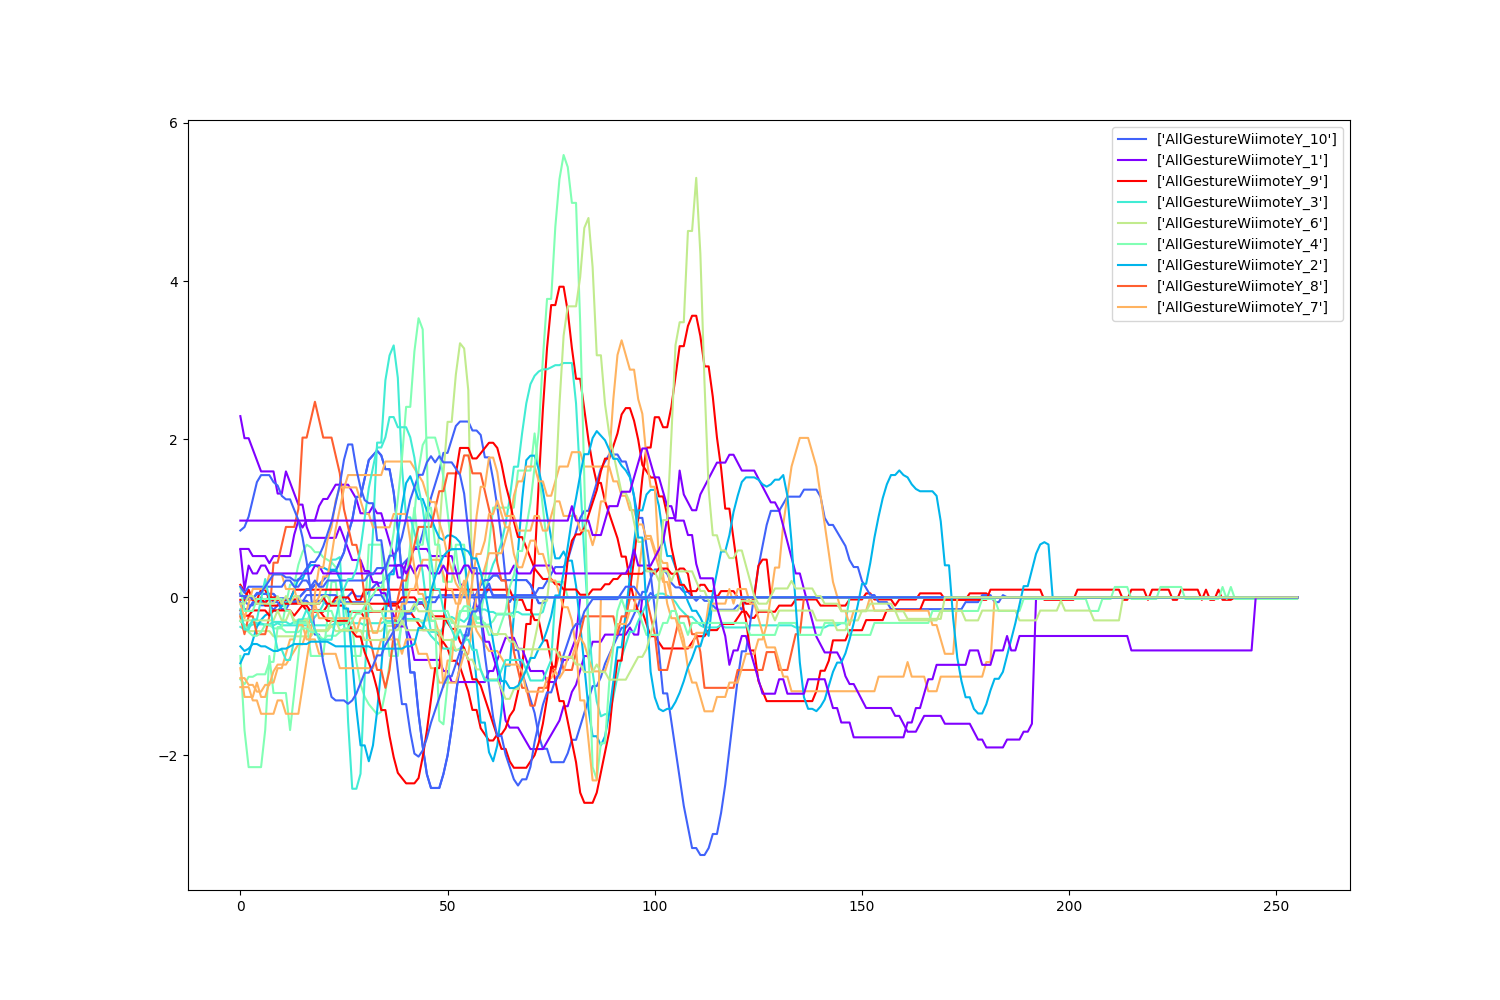 6
4
2
0
−2
0
50
100
150
200
250
['AllGestureWiimoteY_10']
['AllGestureWiimoteY_1']
['AllGestureWiimoteY_9']
['AllGestureWiimoteY_3']
['AllGestureWiimoteY_6']
['AllGestureWiimoteY_4']
['AllGestureWiimoteY_2']
['AllGestureWiimoteY_8']
['AllGestureWiimoteY_7']